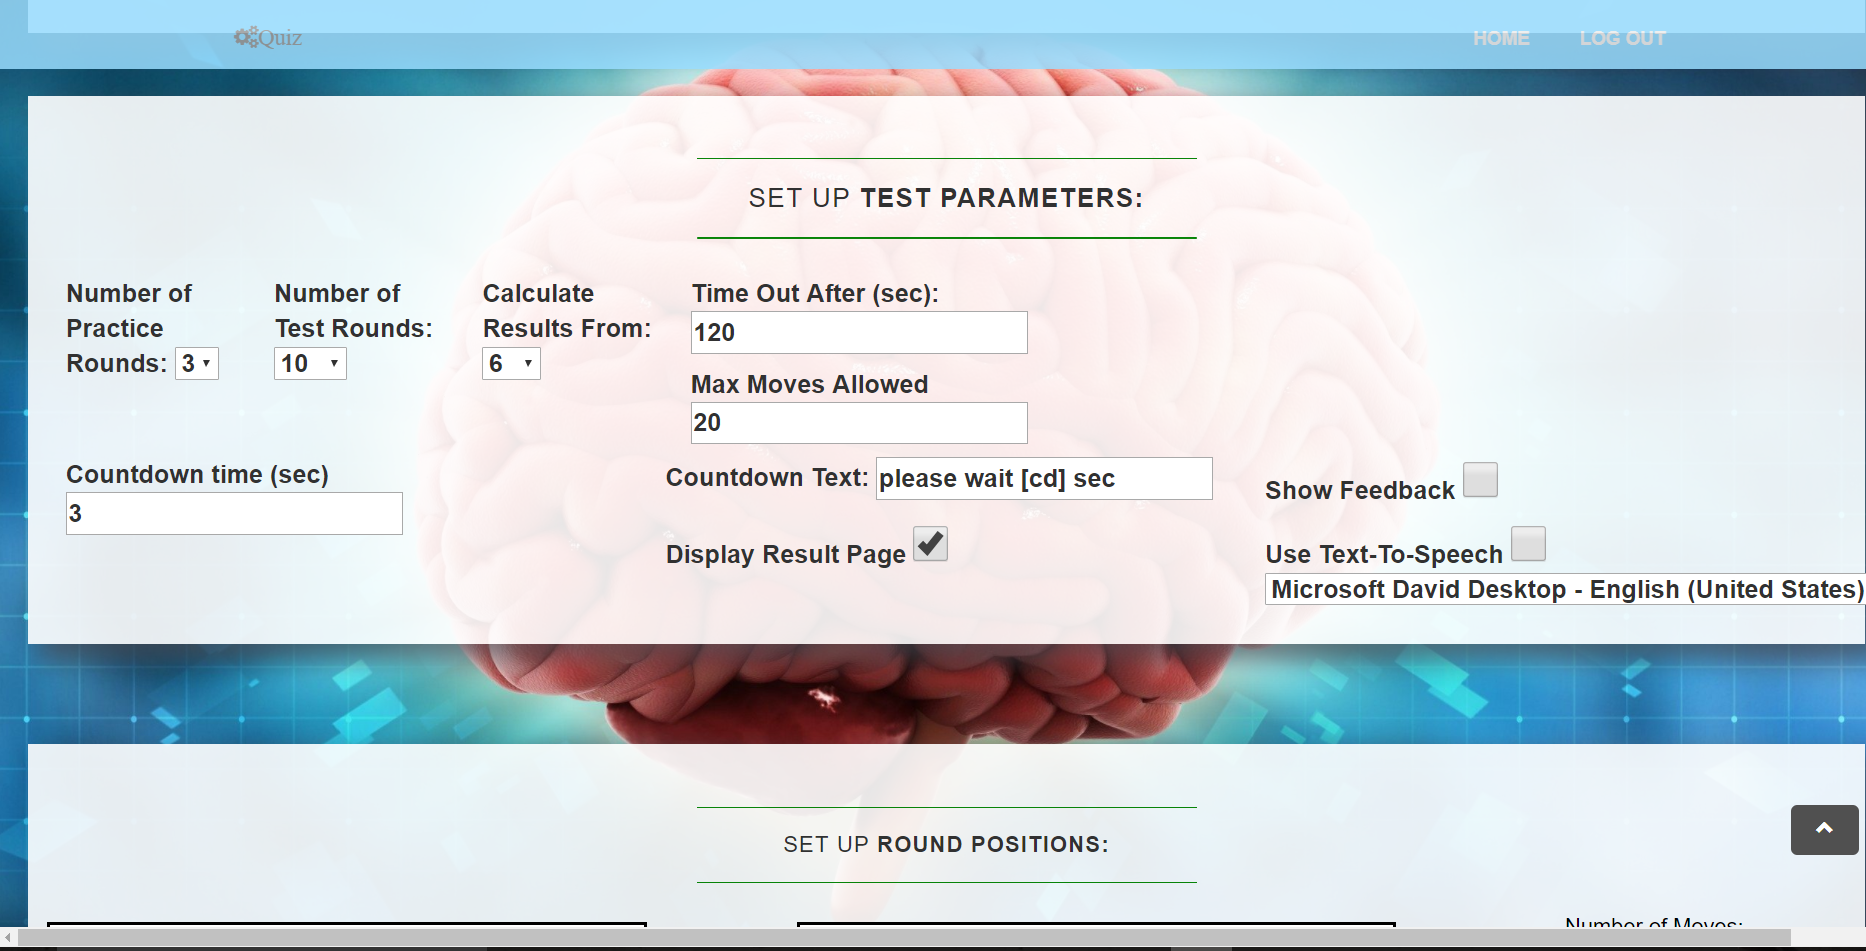 Quiz
HOME
LOG OUT
SET UP TEST PARAMETERS:
Number of
Practice
Rounds: 3
Number of
Test Rounds:
10
Calculate
Results From:
6
Time Out After (sec):
120
Max Moves Allowed
20
Countdown time (sec)
3
Countdown Text: please wait [cd] sec
Display Result Page
Show Feedback
Use Text-To-Speech
Microsoft David Desktop - English (United States)
SET UP ROUND POSITIONS:
Number of Moves: